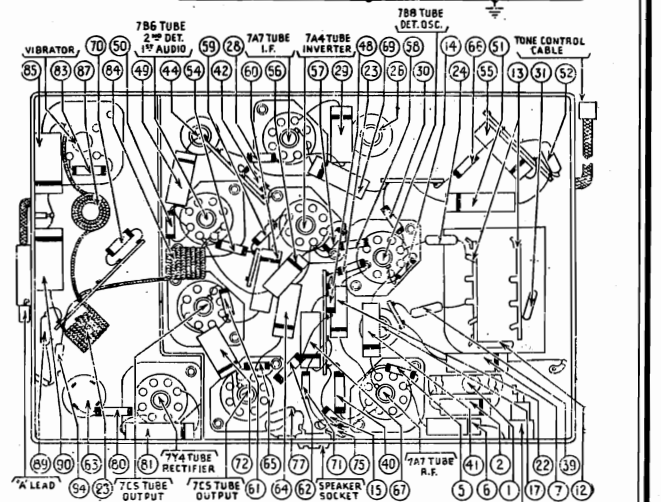 7B8 TUBE
DET. OSC.
7B6 TUBE
2ND DET.
1ST AUDIO
7A7 TUBE
I.F.
7A4 TUBE
INVERTER
TONE CONTROL
CABLE
VIBRATOR
70 50 59 28 48 69 58 14 66 51
85 83 87 84 49 44 54 42 60 56 57 29 23 26 30 24 55 13 31 52
89 90 63 80 81 72 65 77 71 75 40 41 2 17 22 39
94 23 61 64 62 15 67 5 6 1 7 12
"A" LEAD
7C5 TUBE
OUTPUT
7Y4 TUBE
RECTIFIER
7C5 TUBE
OUTPUT
SPEAKER
SOCKET
7A7 TUBE
R.F.